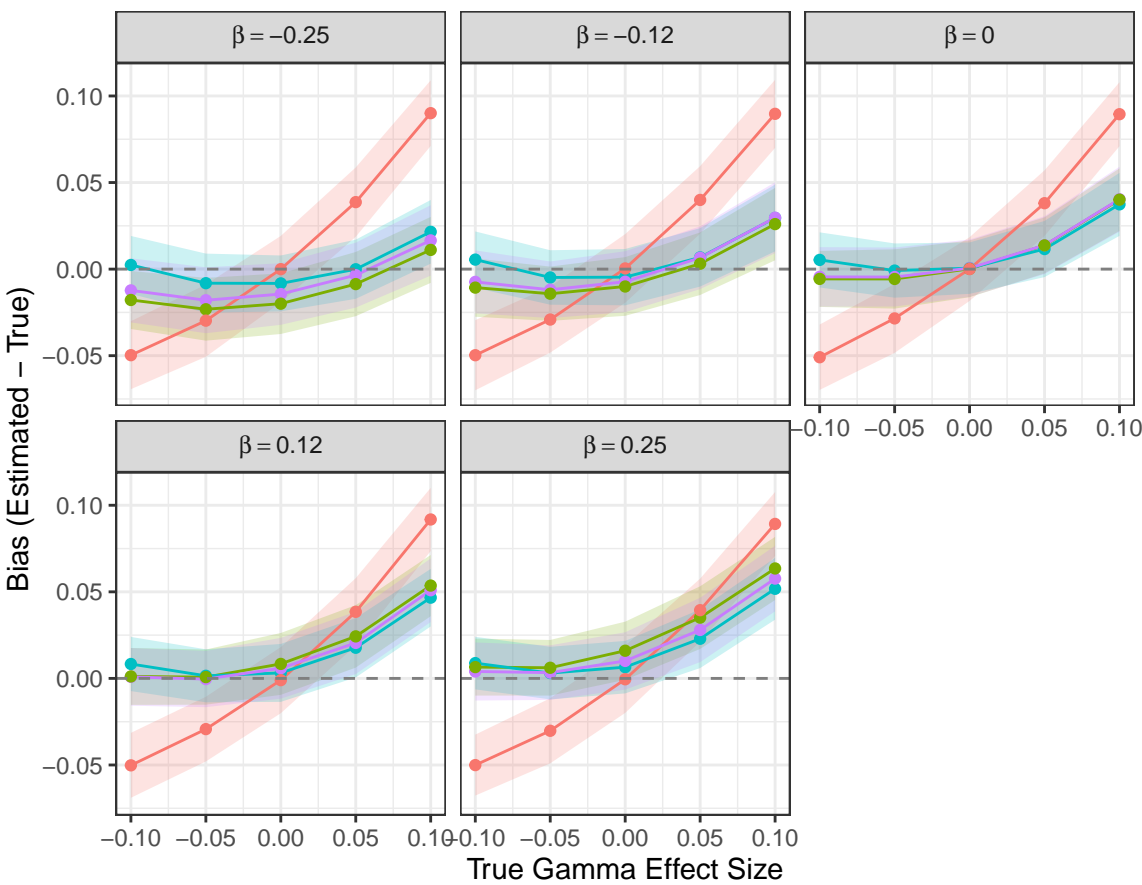 β = −0.25
β = −0.12
β = 0
0.10
0.05
0.00
−0.05
−0.10 −0.05 0.00 0.05 0.10
β = 0.12
β = 0.25
0.10
0.05
0.00
−0.05
−0.10 −0.05 0.00 0.05 0.10
−0.10 −0.05 0.00 0.05 0.10
Bias (Estimated − True)
True Gamma Effect Size